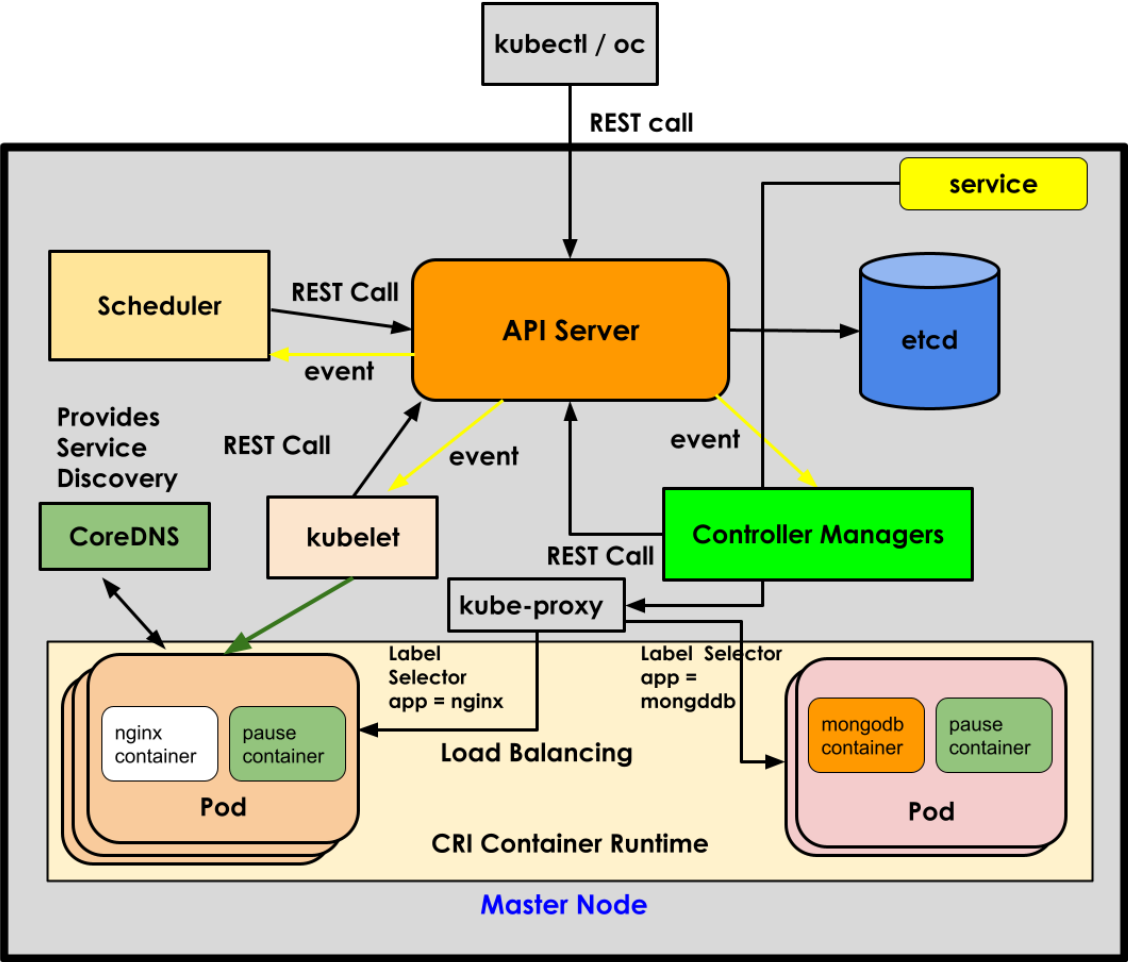 kubectl / oc
REST call
service
Scheduler
REST Call
API Server
etcd
event
Provides
Service
Discovery
REST Call
event
event
CoreDNS
kubelet
Controller Managers
REST Call
kube-proxy
Label
Selector
app = nginx
Label Selector
app =
mongddb
nginx
container
pause
container
Pod
Load Balancing
mongodb
container
pause
container
Pod
CRI Container Runtime
Master Node